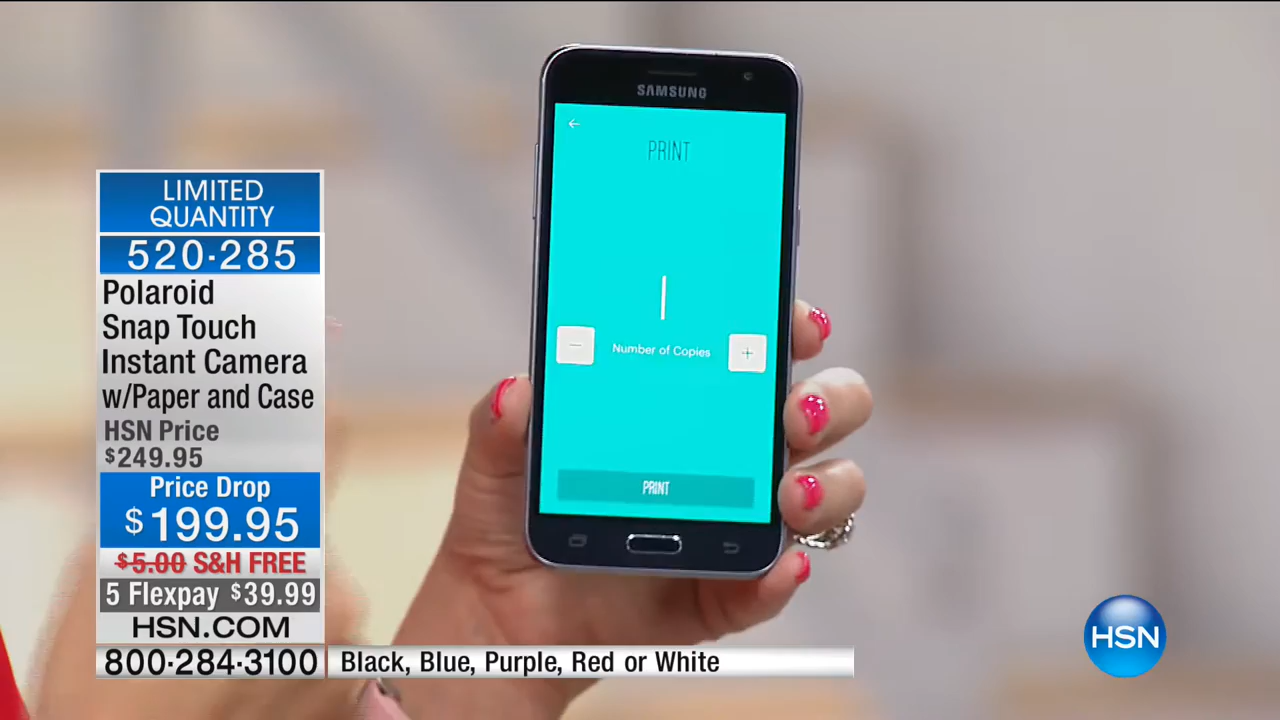 LIMITED
QUANTITY
520·285
Polaroid
Snap Touch
Instant Camera
w/Paper and Case
HSN Price
$249.95
Price Drop
$199.95
$5.00 S&H FREE
5 Flexpay $39.99
HSN.COM
800·284·3100
Black, Blue, Purple, Red or White
SAMSUNG
←
PRINT
1
− Number of Copies +
PRINT
HSN